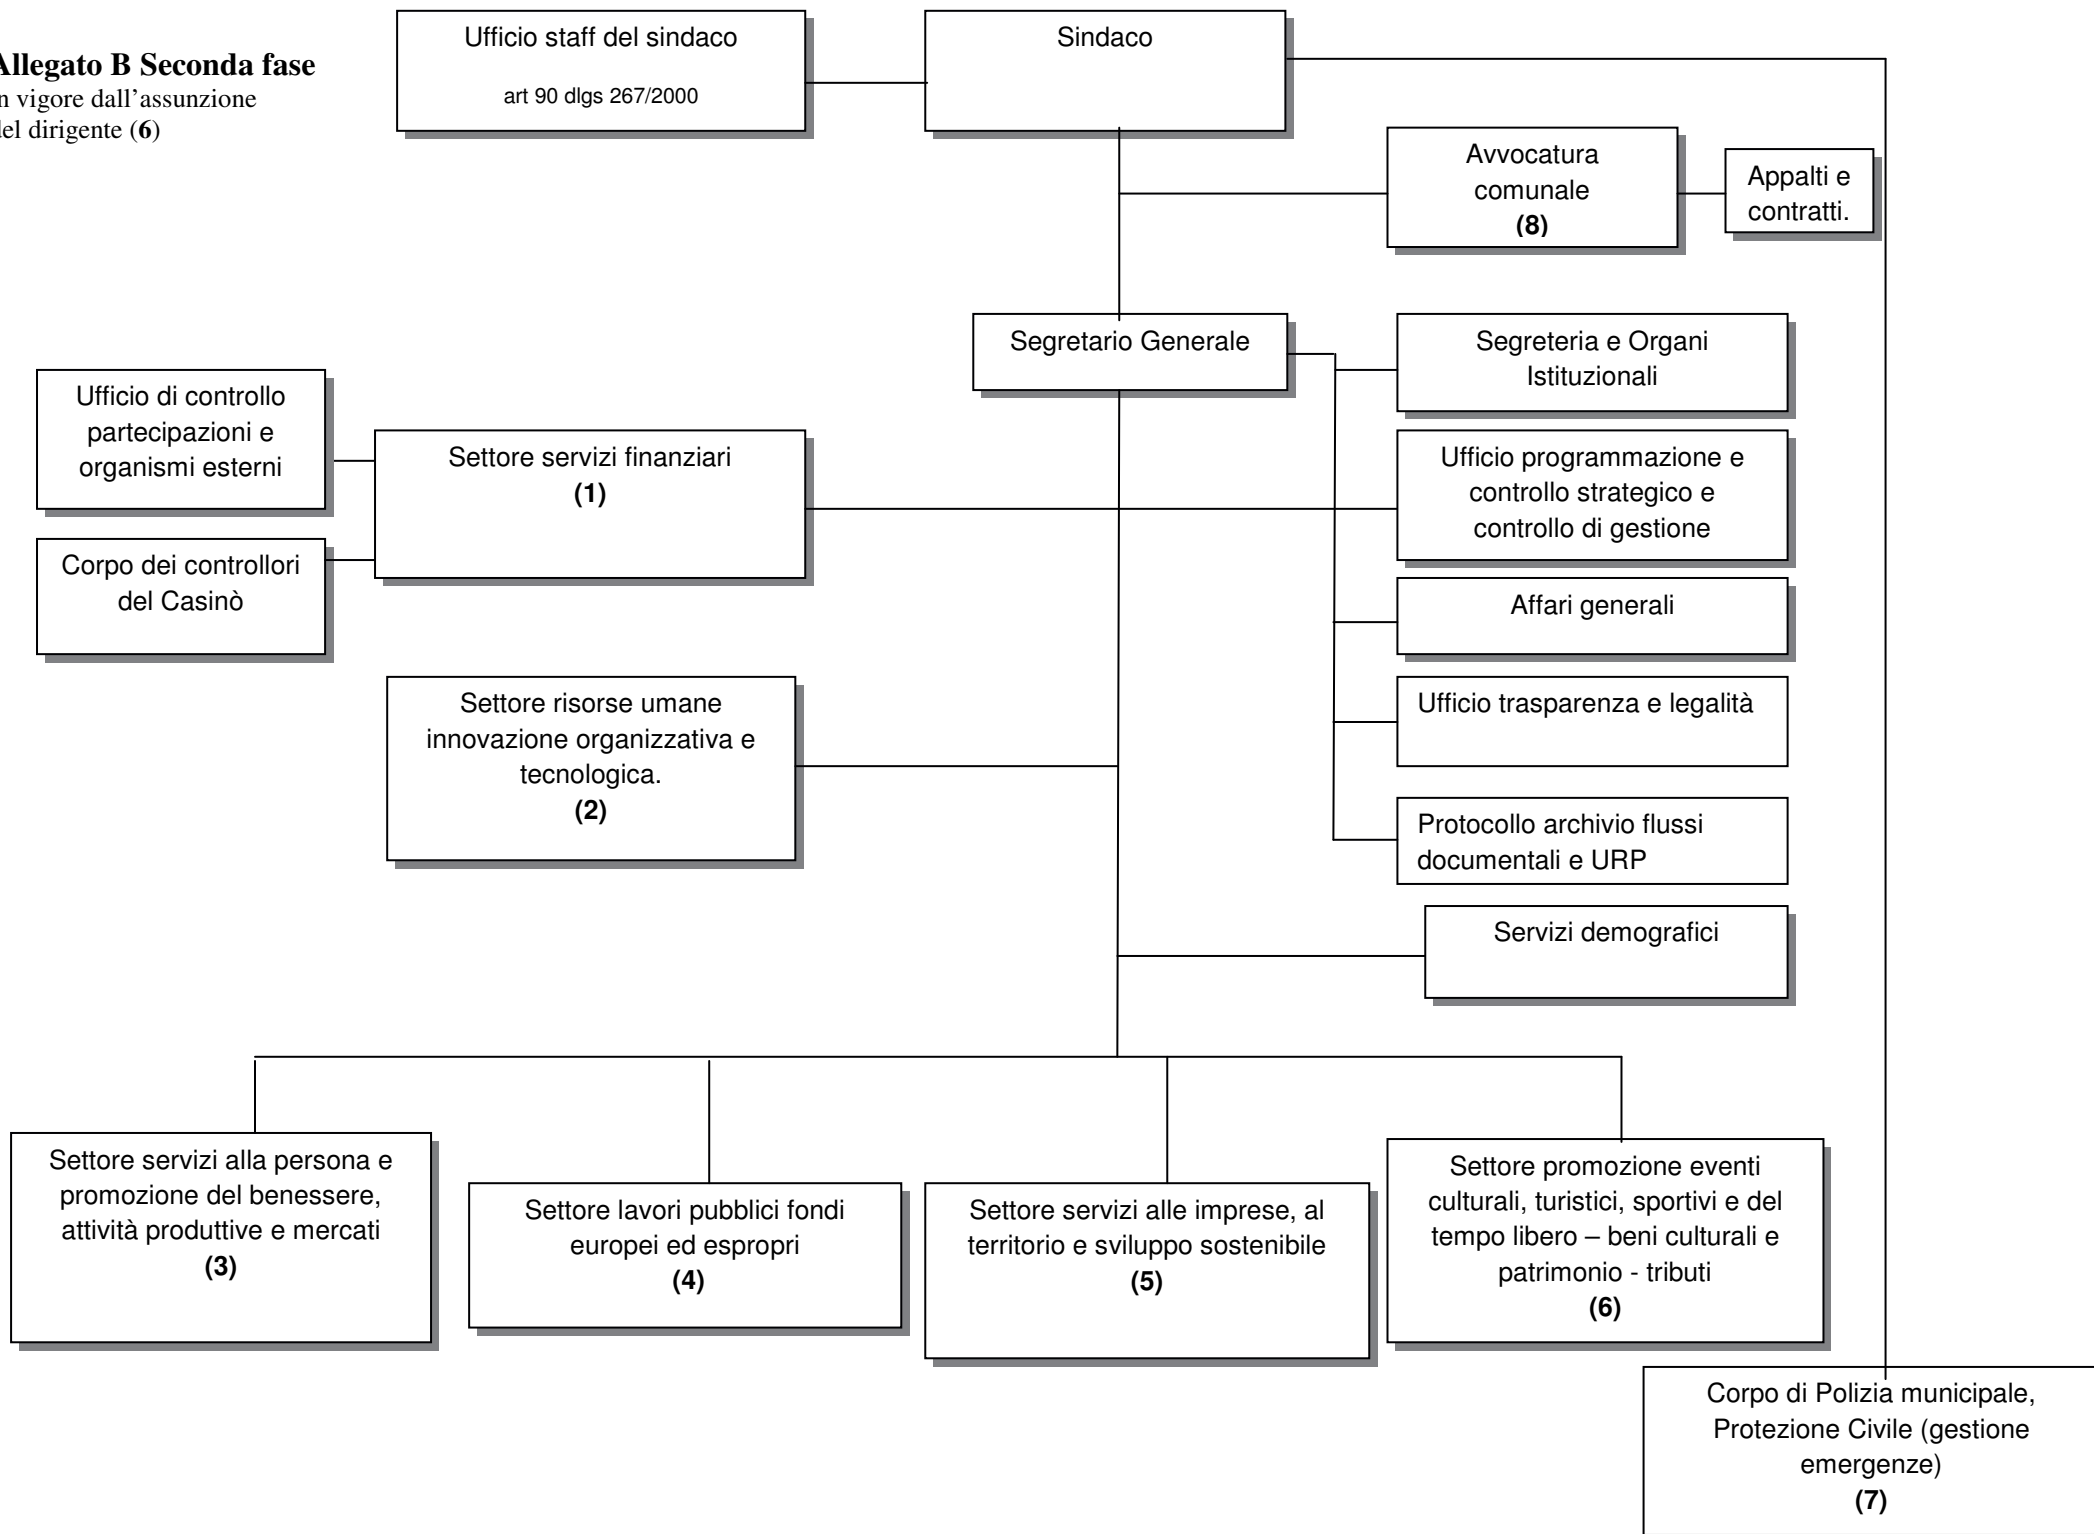 Allegato B Seconda fase
in vigore dall'assunzione
del dirigente (6)
Ufficio staff del sindaco
art 90 dlgs 267/2000
Sindaco
Avvocatura
comunale
(8)
Appalti e
contratti.
Segretario Generale
Segreteria e Organi
Istituzionali
Ufficio di controllo
partecipazioni e
organismi esterni
Settore servizi finanziari
(1)
Ufficio programmazione e
controllo strategico e
controllo di gestione
Corpo dei controllori
del Casinò
Affari generali
Settore risorse umane
innovazione organizzativa e
tecnologica.
(2)
Ufficio trasparenza e legalità
Protocollo archivio flussi
documentali e URP
Servizi demografici
Settore servizi alla persona e
promozione del benessere,
attività produttive e mercati
(3)
Settore lavori pubblici fondi
europei ed espropri
(4)
Settore servizi alle imprese, al
territorio e sviluppo sostenibile
(5)
Settore promozione eventi
culturali, turistici, sportivi e del
tempo libero – beni culturali e
patrimonio - tributi
(6)
Corpo di Polizia municipale,
Protezione Civile (gestione
emergenze)
(7)